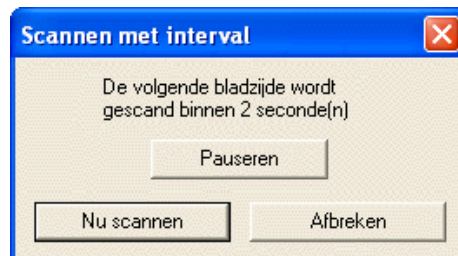 Scannen met interval
De volgende bladzijde wordt
gescand binnen 2 seconde(n)
Pauseren
Nu scannen
Afbreken